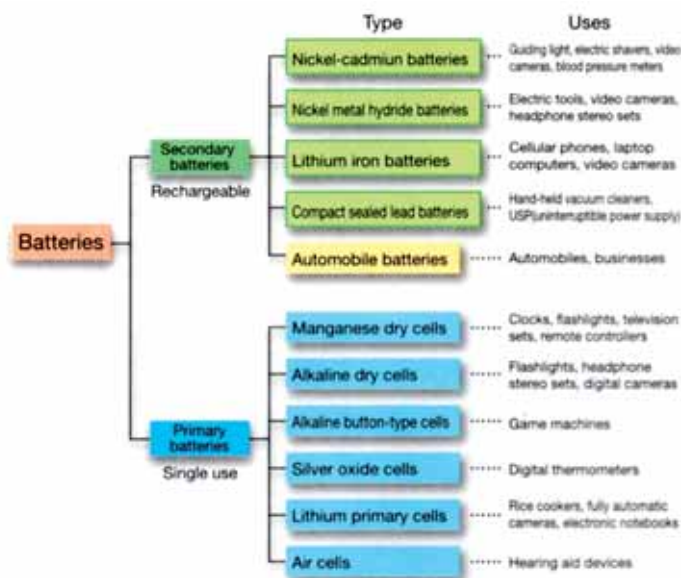 Type
Uses
Batteries
Secondary
batteries
Rechargeable
Nickel-cadmiun batteries
Guiding light, electric shavers, video
cameras, blood pressure meters
Nickel metal hydride batteries
Electric tools, video cameras,
headphone stereo sets
Lithium iron batteries
Cellular phones, laptop
computers, video cameras
Compact sealed lead batteries
Hand-held vacuum cleaners,
USP(uninteruptible power supply)
Automobile batteries
Automobiles, businesses
Primary
batteries
Single use
Manganese dry cells
Clocks, flashlights, television
sets, remote controllers
Alkaline dry cells
Flashlights, headphone
stereo sets, digital cameras
Alkaline button-type cells
Game machines
Silver oxide cells
Digital thermometers
Lithium primary cells
Rice cookers, fully automatic
cameras, electronic notebooks
Air cells
Hearing aid devices